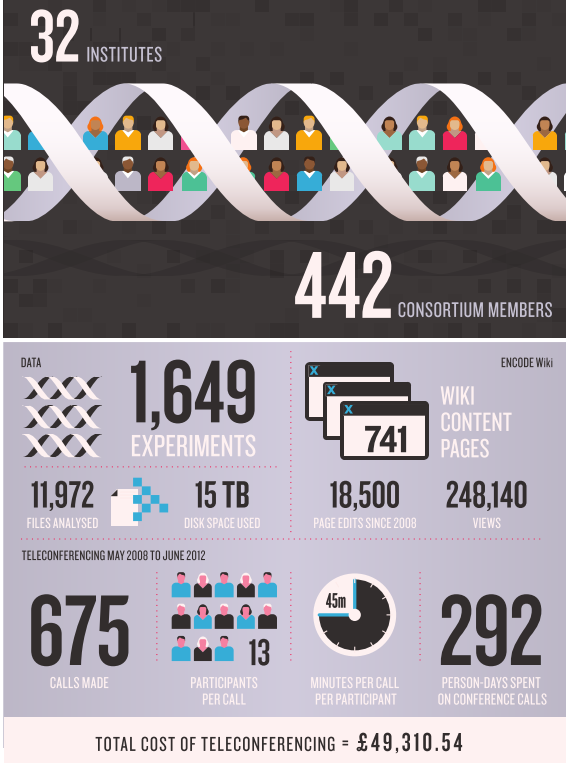 32 INSTITUTES
442 CONSORTIUM MEMBERS
DATA
1,649
EXPERIMENTS
11,972
FILES ANALYSED
15 TB
DISK SPACE USED
ENCODE Wiki
X
X
X
741
WIKI
CONTENT
PAGES
18,500
PAGE EDITS SINCE 2008
248,140
VIEWS
TELECONFERENCING MAY 2008 TO JUNE 2012
675
CALLS MADE
13
PARTICIPANTS
PER CALL
45m
MINUTES PER CALL
PER PARTICIPANT
292
PERSON-DAYS SPENT
ON CONFERENCE CALLS
TOTAL COST OF TELECONFERENCING = £49,310.54